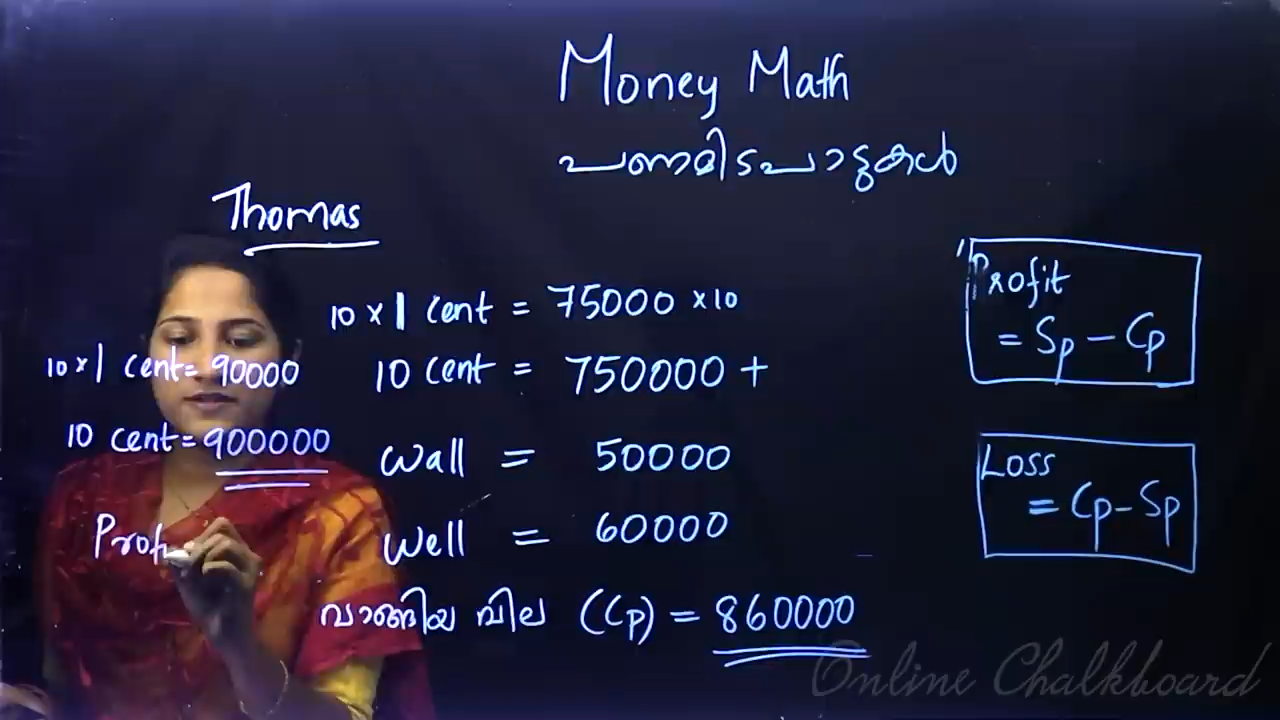 Money Math
പണമിടപാടുകൾ
Thomas
10 × 1 cent = 75000 × 10
10 × 1 cent = 90000
10 cent = 750000 +
10 cent = 900000
wall = 50000
well = 60000
Prof
വാങ്ങിയ വില (Cp) = 860000
Profit
= Sp - Cp
Loss
= Cp - Sp
Online Chalkboard